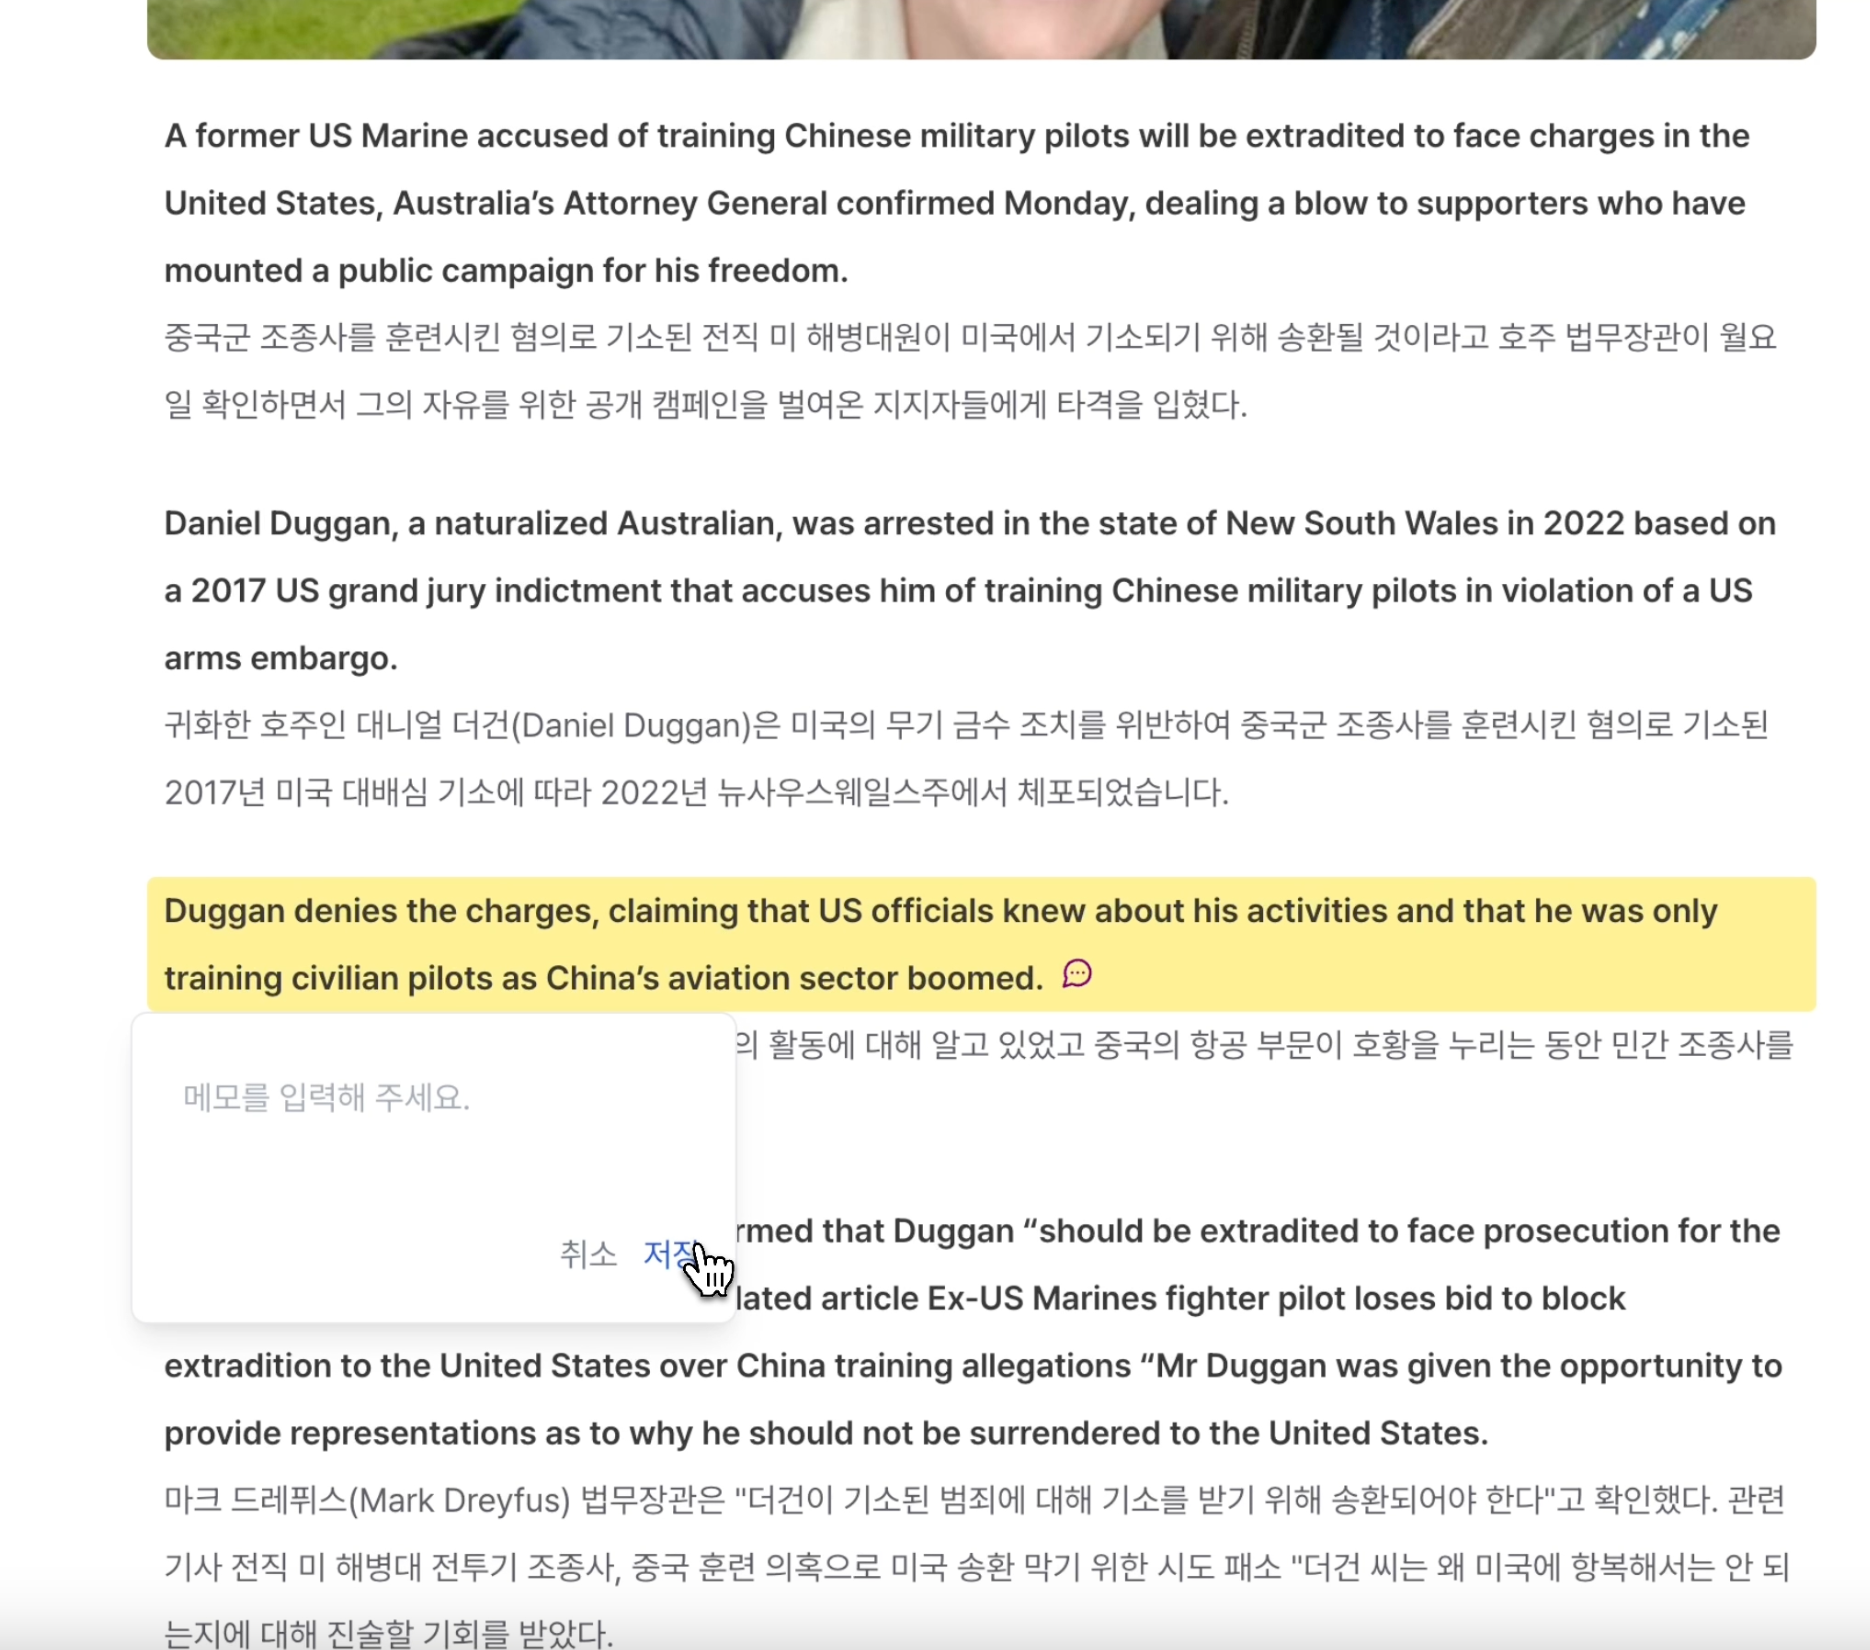 A former US Marine accused of training Chinese military pilots will be extradited to face charges in the
United States, Australia’s Attorney General confirmed Monday, dealing a blow to supporters who have
mounted a public campaign for his freedom.
중국군 조종사를 훈련시킨 혐의로 기소된 전직 미 해병대원이 미국에서 기소되기 위해 송환될 것이라고 호주 법무장관이 월요
일 확인하면서 그의 자유를 위한 공개 캠페인을 벌여온 지지자들에게 타격을 입혔다.
Daniel Duggan, a naturalized Australian, was arrested in the state of New South Wales in 2022 based on
a 2017 US grand jury indictment that accuses him of training Chinese military pilots in violation of a US
arms embargo.
귀화한 호주인 대니얼 더건(Daniel Duggan)은 미국의 무기 금수 조치를 위반하여 중국군 조종사를 훈련시킨 혐의로 기소된
2017년 미국 대배심 기소에 따라 2022년 뉴사우스웨일스주에서 체포되었습니다.
Duggan denies the charges, claiming that US officials knew about his activities and that he was only
training civilian pilots as China’s aviation sector boomed.
의 활동에 대해 알고 있었고 중국의 항공 부문이 호황을 누리는 동안 민간 조종사를
메모를 입력해 주세요.
취소 저장
rmed that Duggan “should be extradited to face prosecution for the
lated article Ex-US Marines fighter pilot loses bid to block
extradition to the United States over China training allegations “Mr Duggan was given the opportunity to
provide representations as to why he should not be surrendered to the United States.
마크 드레퓌스(Mark Dreyfus) 법무장관은 "더건이 기소된 범죄에 대해 기소를 받기 위해 송환되어야 한다"고 확인했다. 관련
기사 전직 미 해병대 전투기 조종사, 중국 훈련 의혹으로 미국 송환 막기 위한 시도 패소 "더건 씨는 왜 미국에 항복해서는 안 되
는지에 대해 진술할 기회를 받았다.